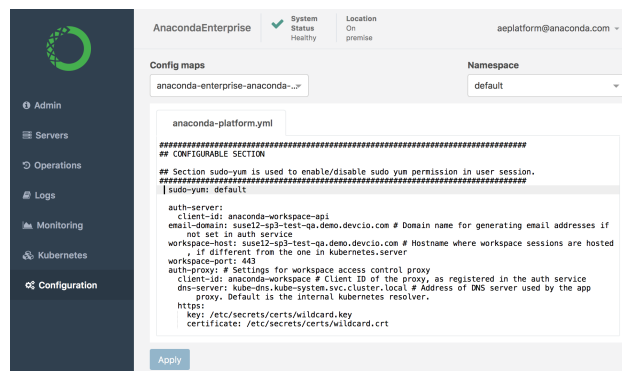 AnacondaEnterprise
System
Status
Healthy
Location
On
premise
aeplatform@anaconda.com
Admin
Servers
Operations
Logs
Monitoring
Kubernetes
Configuration
Config maps
Namespace
anaconda-enterprise-anaconda-...
default
anaconda-platform.yml
################################################################################
## CONFIGURABLE SECTION
## Section sudo-yum is used to enable/disable sudo yum permission in user session.
################################################################################
sudo-yum: default
auth-server:
client-id: anaconda-workspace-api
email-domain: suse12-sp3-test-qa.demo.devcio.com # Domain name for generating email addresses if
not set in auth service
workspace-host: suse12-sp3-test-qa.demo.devcio.com # Hostname where workspace sessions are hosted
, if different from the one in kubernetes.server
workspace-port: 443
auth-proxy: # Settings for workspace access control proxy
client-id: anaconda-workspace # Client ID of the proxy, as registered in the auth service
dns-server: kube-dns.kube-system.svc.cluster.local # Address of DNS server used by the app
proxy. Default is the internal kubernetes resolver.
https:
key: /etc/secrets/certs/wildcard.key
certificate: /etc/secrets/certs/wildcard.crt
Apply